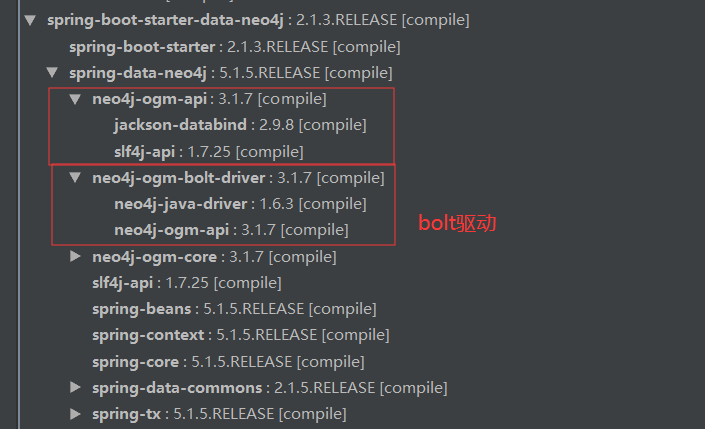 spring-boot-starter-data-neo4j : 2.1.3.RELEASE [compile]
spring-boot-starter : 2.1.3.RELEASE [compile]
spring-data-neo4j : 5.1.5.RELEASE [compile]
neo4j-ogm-api : 3.1.7 [compile]
jackson-databind : 2.9.8 [compile]
slf4j-api : 1.7.25 [compile]
neo4j-ogm-bolt-driver : 3.1.7 [compile]
neo4j-java-driver : 1.6.3 [compile]
bolt驱动
neo4j-ogm-api : 3.1.7 [compile]
neo4j-ogm-core : 3.1.7 [compile]
slf4j-api : 1.7.25 [compile]
spring-beans : 5.1.5.RELEASE [compile]
spring-context : 5.1.5.RELEASE [compile]
spring-core : 5.1.5.RELEASE [compile]
spring-data-commons : 2.1.5.RELEASE [compile]
spring-tx : 5.1.5.RELEASE [compile]